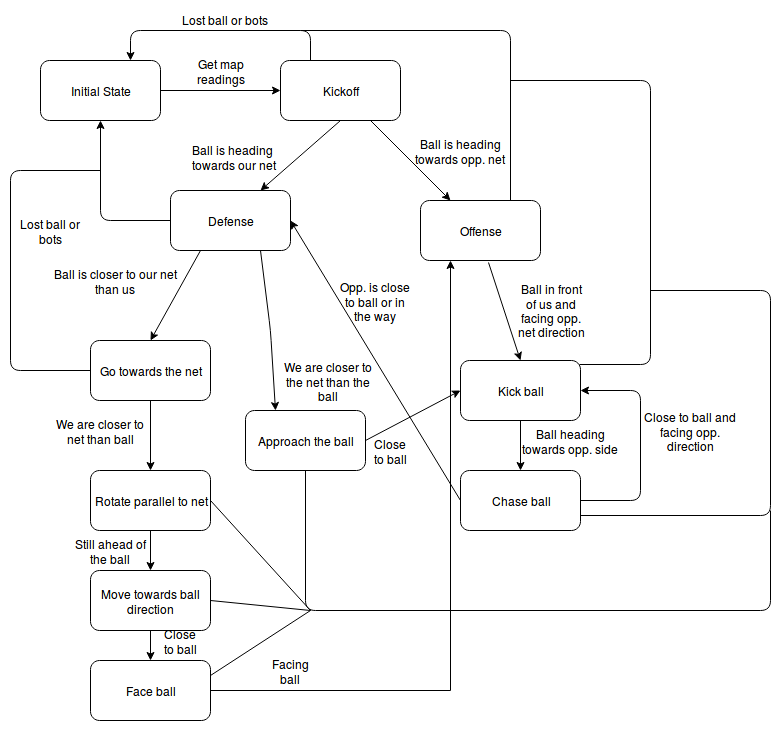 Lost ball or bots
Initial State
Get map
readings
Kickoff
Ball is heading
towards our net
Ball is heading
towards opp. net
Defense
Offense
Lost ball or
bots
Ball is closer to our net
than us
Opp. is close
to ball or in
the way
Ball in front
of us and
facing opp.
net direction
Go towards the net
We are closer to
the net than the
ball
Kick ball
We are closer to
net than ball
Approach the ball
Close
to ball
Ball heading
towards opp. side
Close to ball and
facing opp.
direction
Rotate parallel to net
Chase ball
Still ahead of
the ball
Move towards ball
direction
Close
to ball
Face ball
Facing
ball